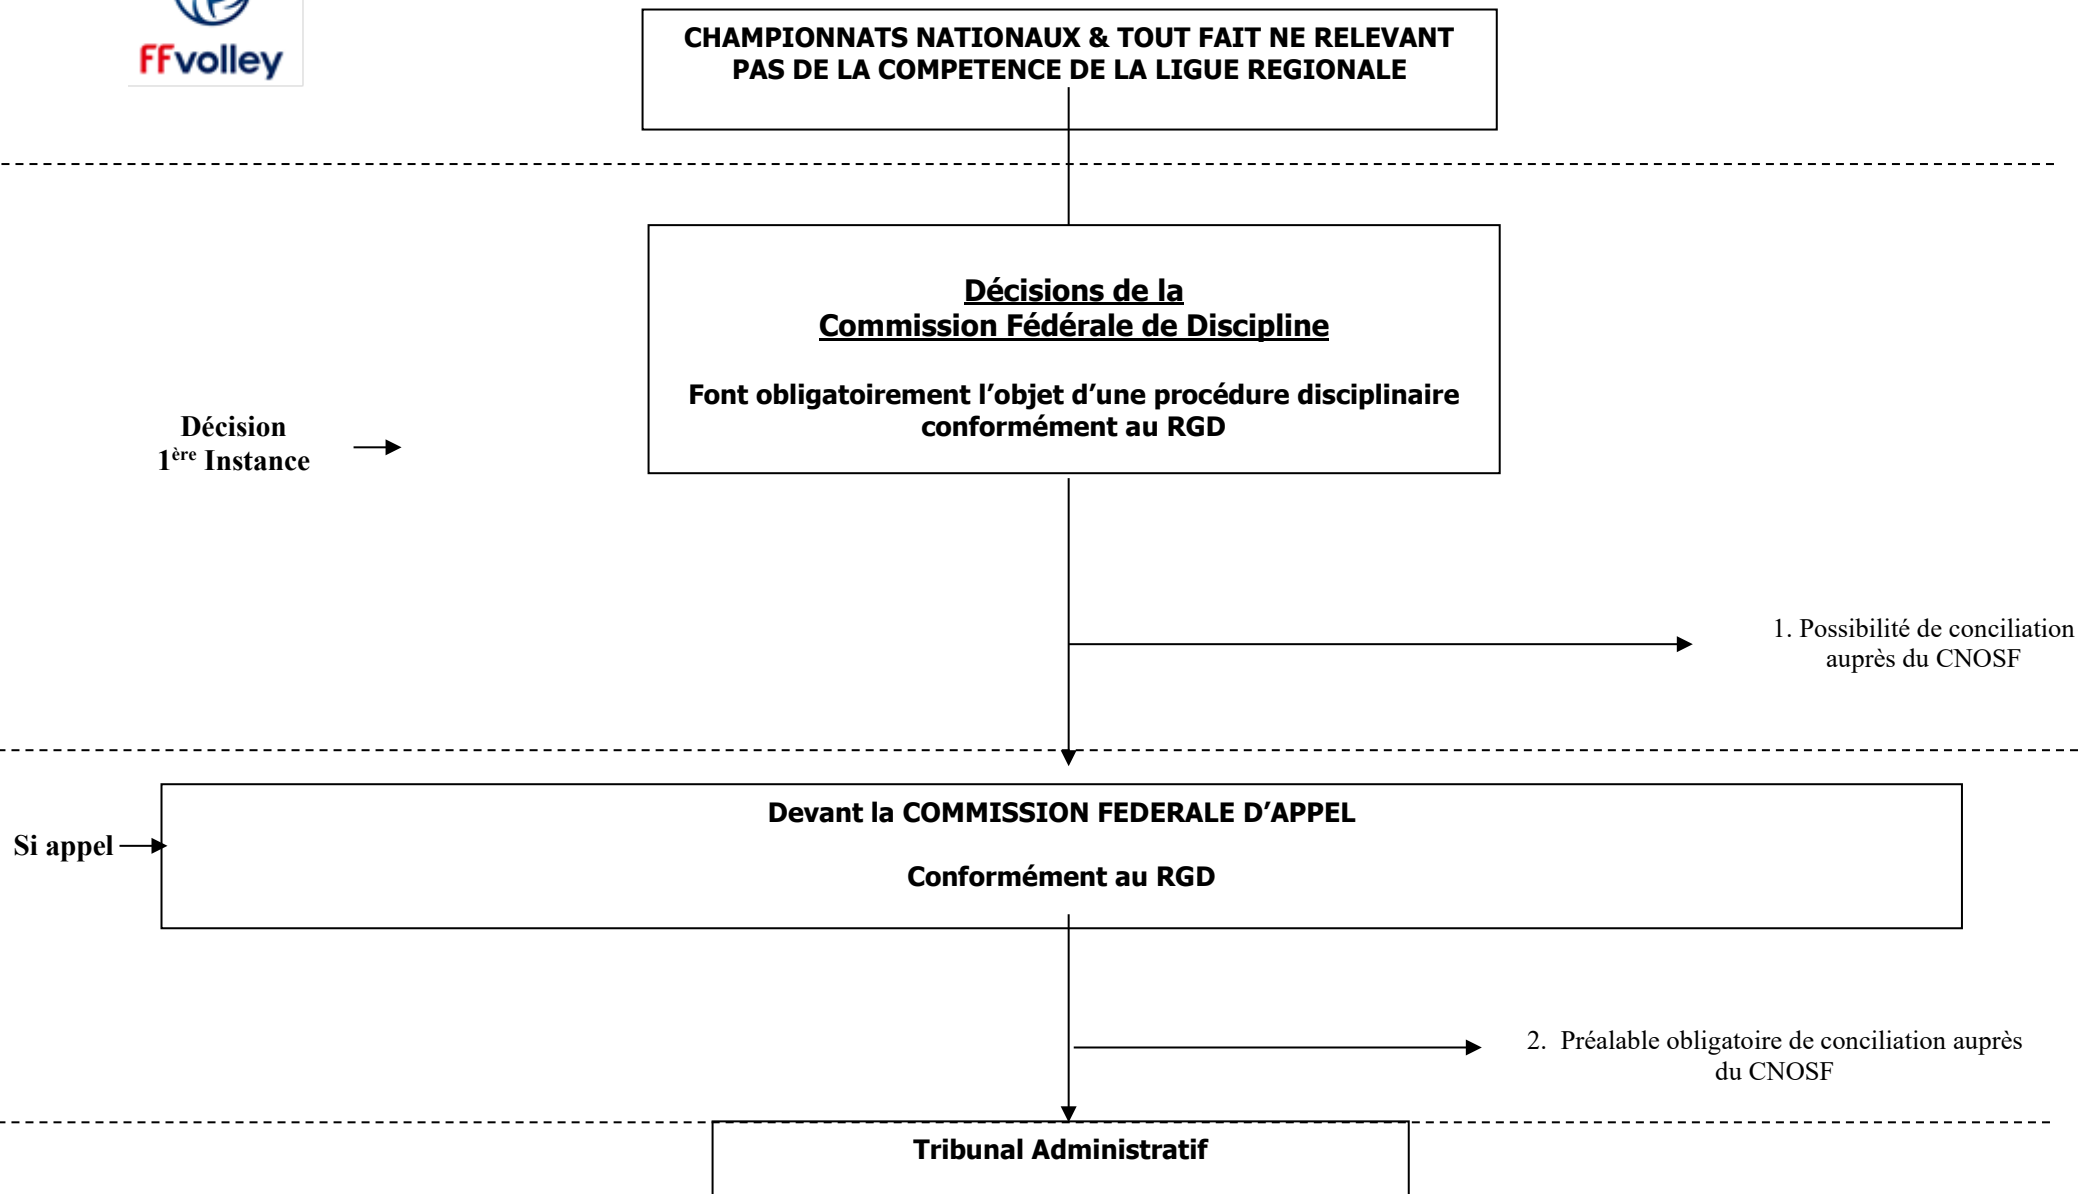 FFvolley
CHAMPIONNATS NATIONAUX & TOUT FAIT NE RELEVANT
PAS DE LA COMPETENCE DE LA LIGUE REGIONALE
Décisions de la
Commission Fédérale de Discipline
Font obligatoirement l’objet d’une procédure disciplinaire
conformément au RGD
Décision
1ère Instance
1. Possibilité de conciliation
auprès du CNOSF
Devant la COMMISSION FEDERALE D’APPEL
Si appel
Conformément au RGD
2. Préalable obligatoire de conciliation auprès
du CNOSF
Tribunal Administratif